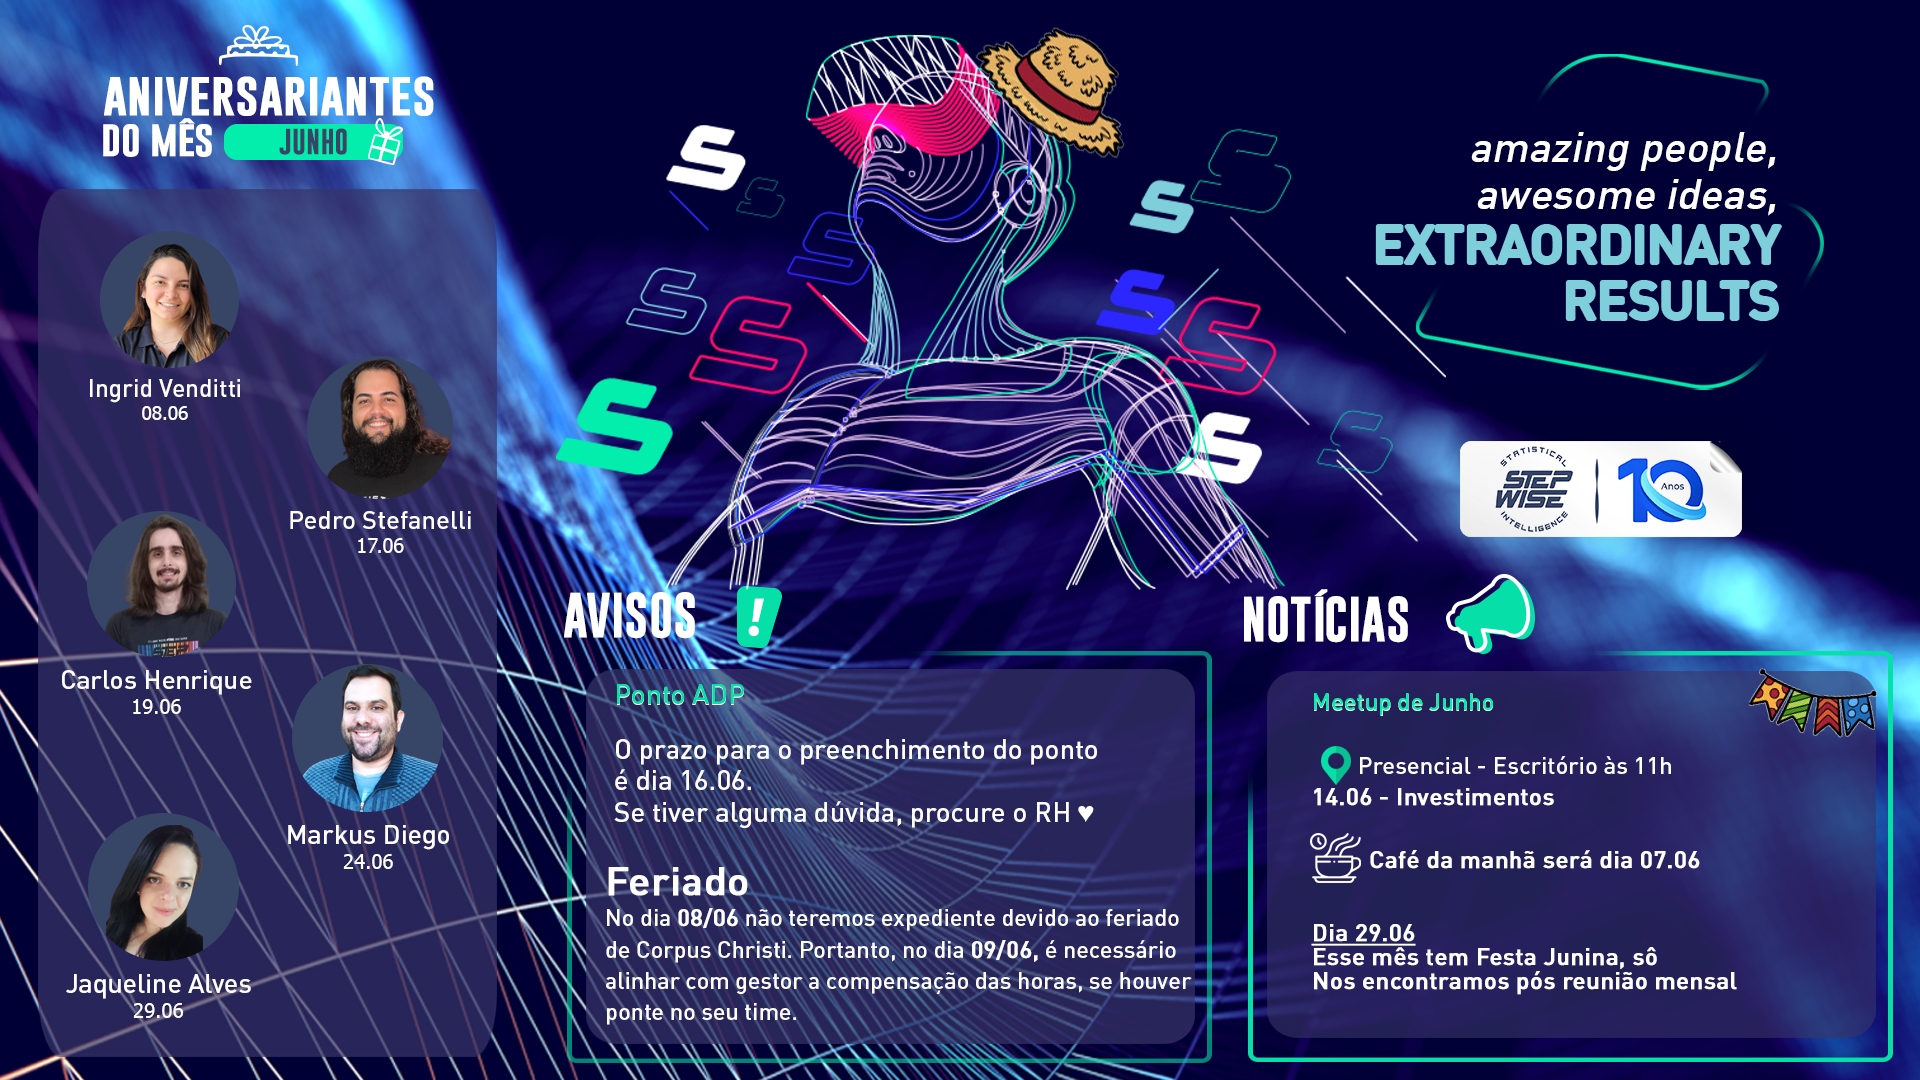 ANIVERSARIANTES
DO MÊS JUNHO
Ingrid Venditti
08.06
Pedro Stefanelli
17.06
Carlos Henrique
19.06
Markus Diego
24.06
Jaqueline Alves
29.06
amazing people,
awesome ideas,
EXTRAORDINARY
RESULTS
STATISTICAL
STEP
WISE
INTELLIGENCE
10
Anos
AVISOS !
Ponto ADP
O prazo para o preenchimento do ponto
é dia 16.06.
Se tiver alguma dúvida, procure o RH ♥
Feriado
No dia 08/06 não teremos expediente devido ao feriado
de Corpus Christi. Portanto, no dia 09/06, é necessário
alinhar com gestor a compensação das horas, se houver
ponte no seu time.
NOTÍCIAS
Meetup de Junho
Presencial - Escritório às 11h
14.06 - Investimentos
Café da manhã será dia 07.06
Dia 29.06
Esse mês tem Festa Junina, sô
Nos encontramos pós reunião mensal